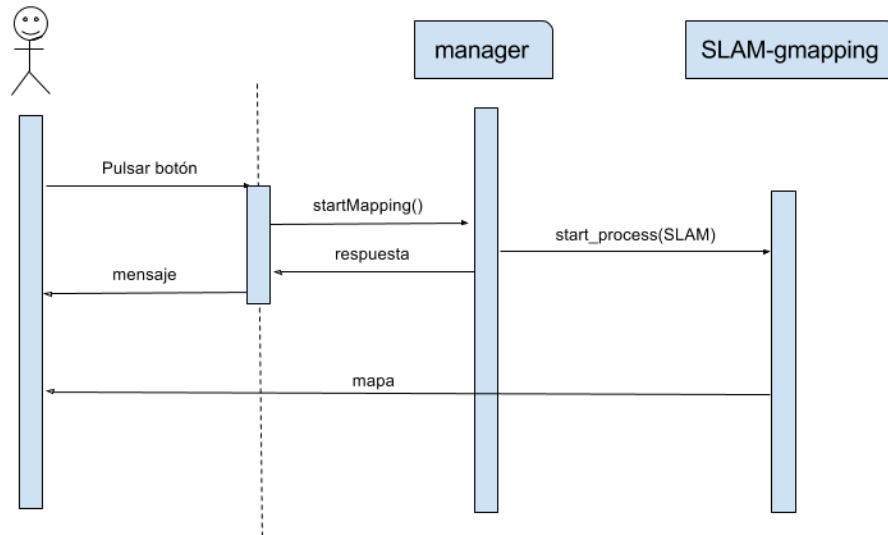 manager
SLAM-gmapping
Pulsar botón
startMapping()
start_process(SLAM)
respuesta
mensaje
mapa